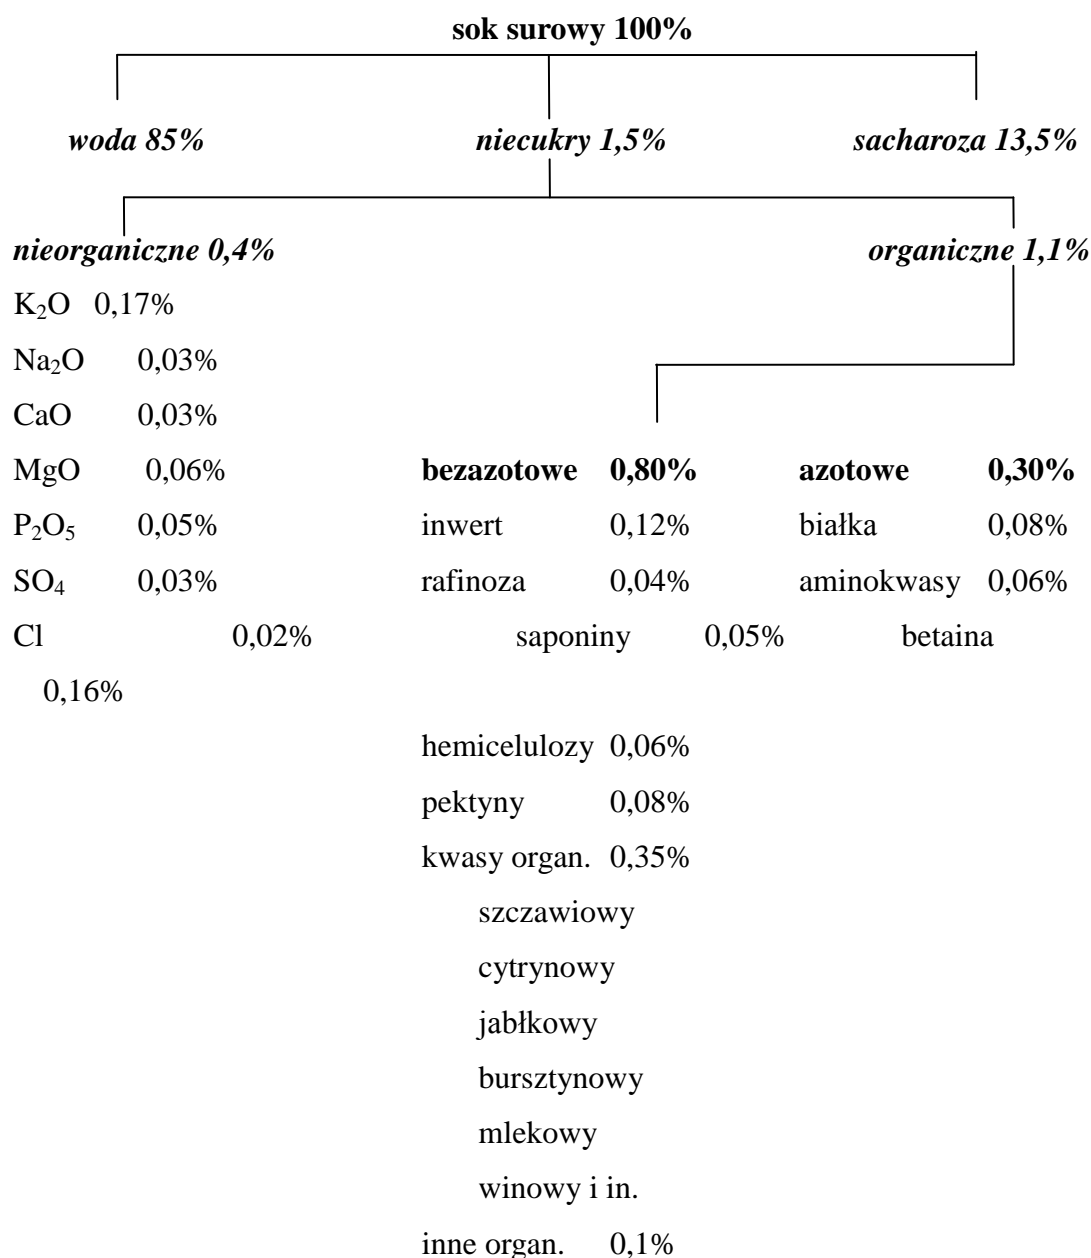 sok surowy 100%
woda 85% niecukry 1,5% sacharoza 13,5%
nieorganiczne 0,4% organiczne 1,1%
K₂O 0,17%
Na₂O 0,03%
CaO 0,03%
MgO 0,06% bezazotowe 0,80% azotowe 0,30%
P₂O₅ 0,05% inwert 0,12% białka 0,08%
SO₄ 0,03% rafinoza 0,04% aminokwasy 0,06%
Cl 0,02% saponiny 0,05% betaina
0,16%
hemicelulozy 0,06%
pektyny 0,08%
kwasy organ. 0,35%
szczawiowy
cytrynowy
jabłkowy
bursztynowy
mlekowy
winowy i in.
inne organ. 0,1%